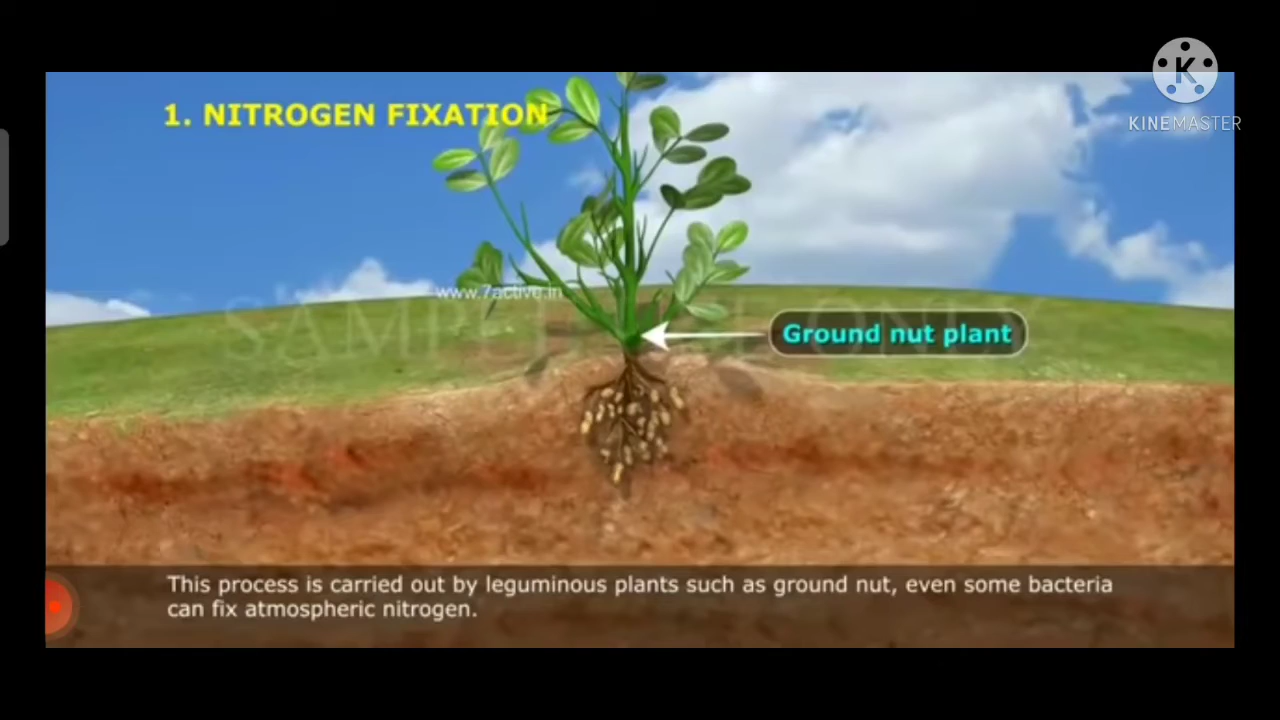 KINEMASTER
1. NITROGEN FIXATION
www.7active.in
Ground nut plant
This process is carried out by leguminous plants such as ground nut, even some bacteria
can fix atmospheric nitrogen.